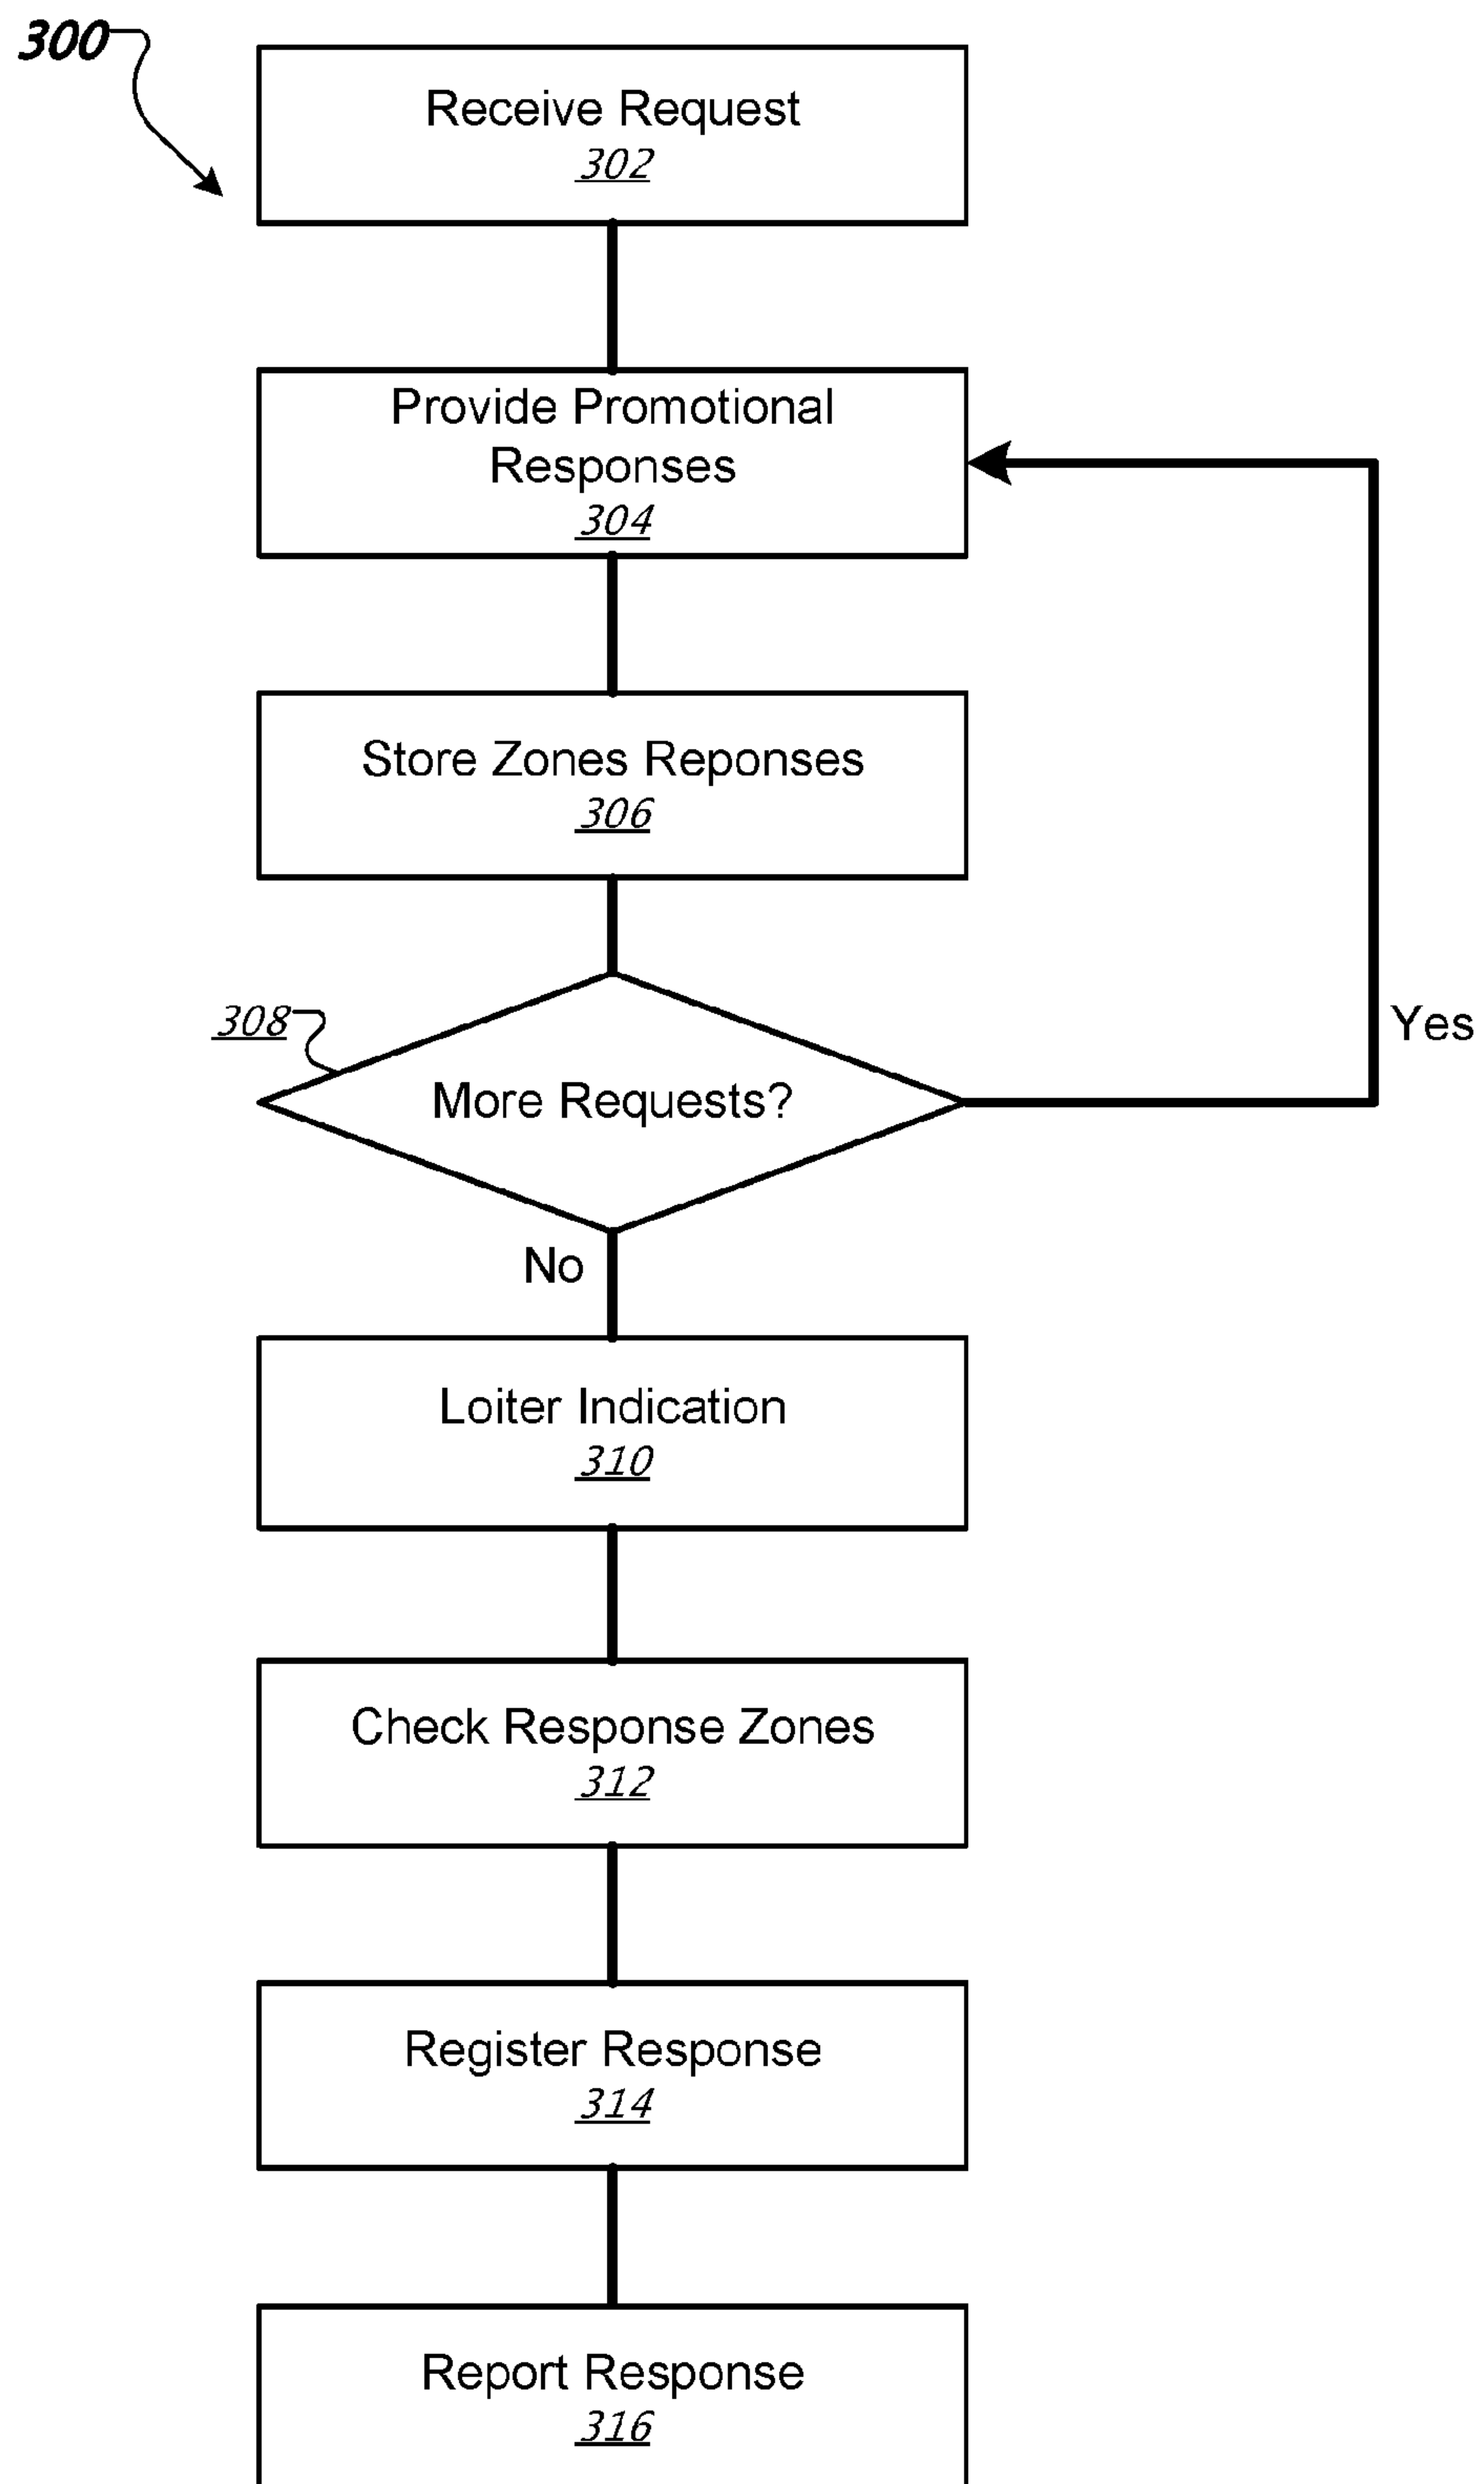 300
Receive Request
302
Provide Promotional
Responses
304
Store Zones Reponses
306
308
More Requests?
Yes
No
Loiter Indication
310
Check Response Zones
312
Register Response
314
Report Response
316